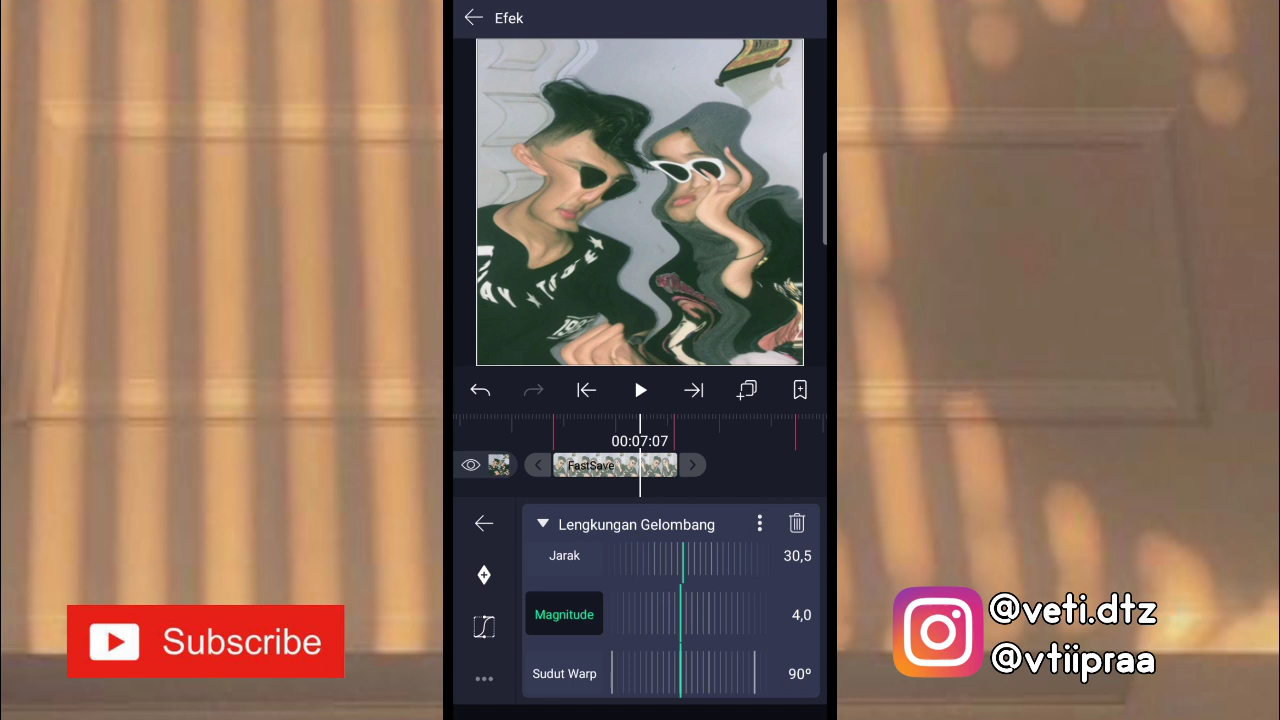 Efek
00:07:07
FastSave
Lengkungan Gelombang
Jarak 30,5
Magnitude 4,0
Sudut Warp 90º
Subscribe
@veti.dtz
@vtiipraa